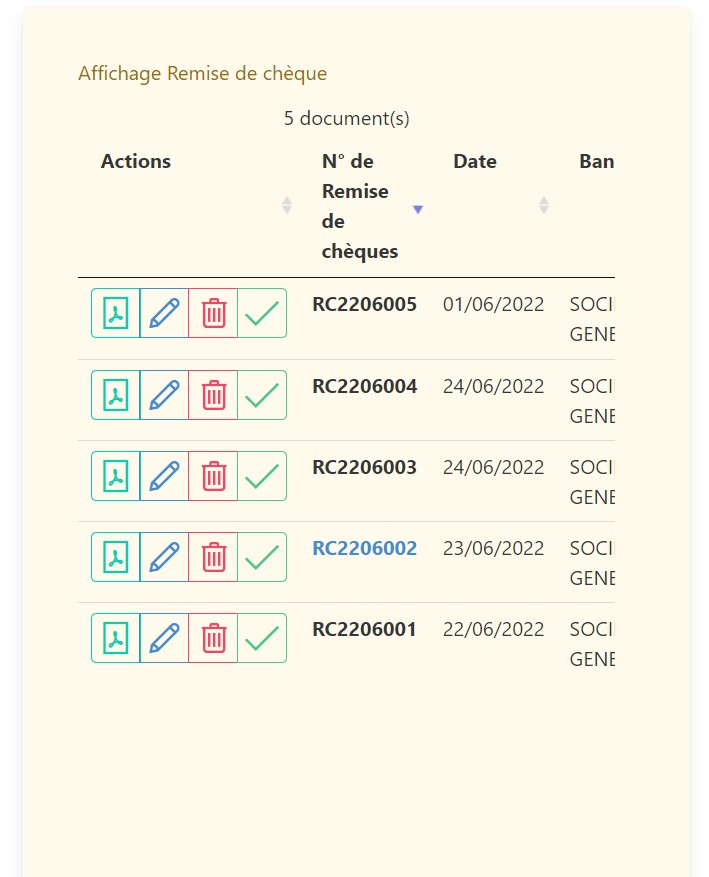 Affichage Remise de chèque
5 document(s)
Actions
N° de
Remise
de
chèques
Date
Ban
RC2206005 01/06/2022 SOCI
GENE
RC2206004 24/06/2022 SOCI
GENE
RC2206003 24/06/2022 SOCI
GENE
RC2206002 23/06/2022 SOCI
GENE
RC2206001 22/06/2022 SOCI
GENE